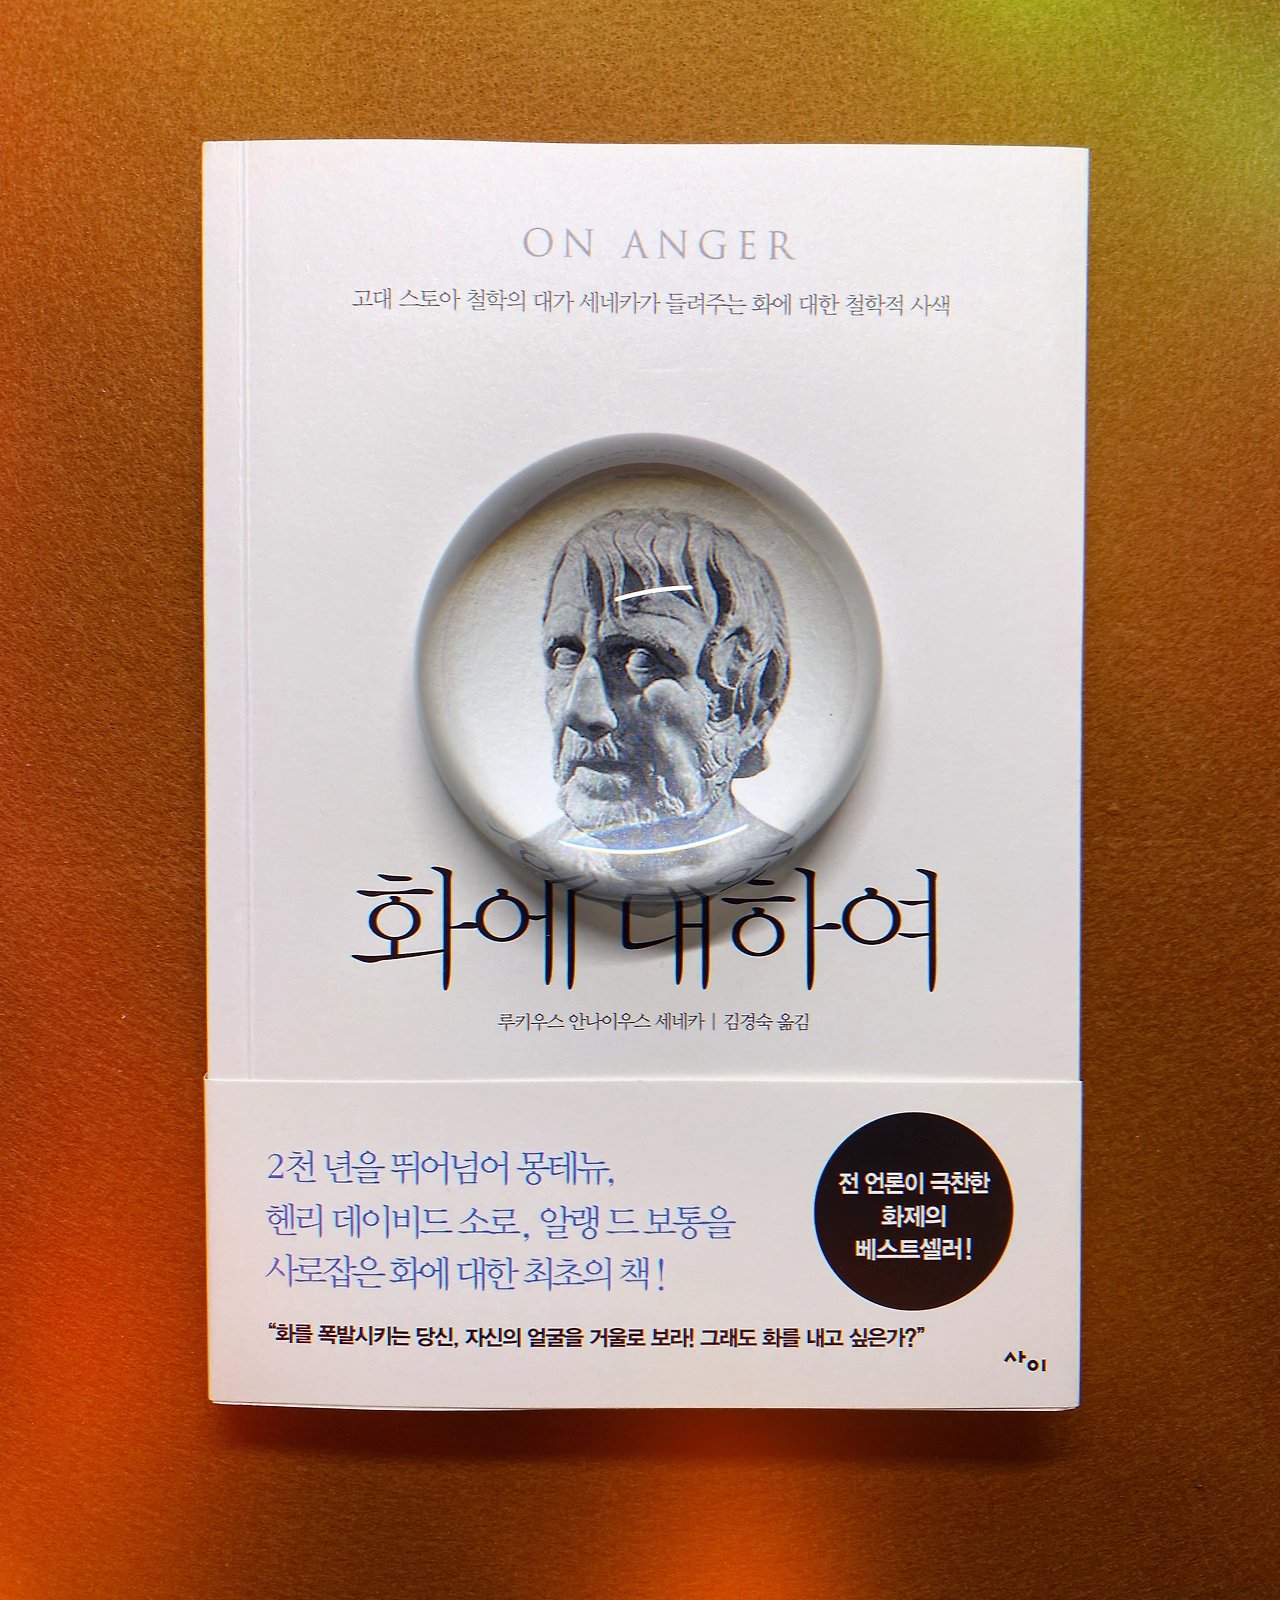 ON ANGER
고대 스토아 철학의 대가 세네카가 들려주는 화에 대한 철학적 사색
화에 대하여
루키우스 안나이우스 세네카 | 김경숙 옮김
2천 년을 뛰어넘어 몽테뉴,
헨리 데이비드 소로, 알랭 드 보통을
사로잡은 화에 대한 최초의 책!
전 언론이 극찬한
화제의
베스트셀러!
“화를 폭발시키는 당신, 자신의 얼굴을 거울로 보라! 그래도 화를 내고 싶은가?”
사이